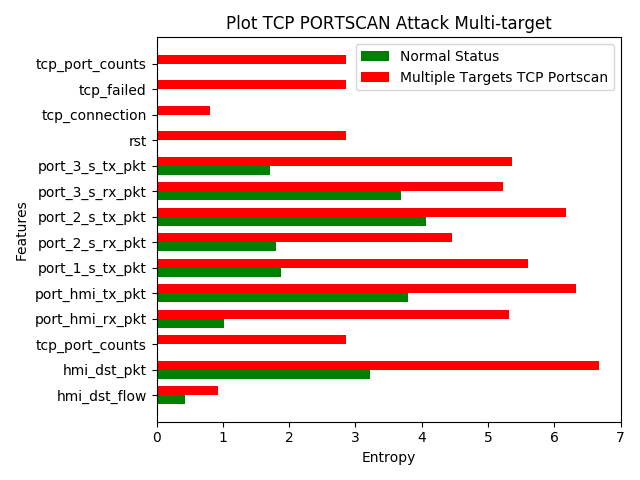 Plot TCP PORTSCAN Attack Multi-target
Normal Status
Multiple Targets TCP Portscan
Features
tcp_port_counts
tcp_failed
tcp_connection
rst
port_3_s_tx_pkt
port_3_s_rx_pkt
port_2_s_tx_pkt
port_2_s_rx_pkt
port_1_s_tx_pkt
port_hmi_tx_pkt
port_hmi_rx_pkt
tcp_port_counts
hmi_dst_pkt
hmi_dst_flow
0 1 2 3 4 5 6 7
Entropy